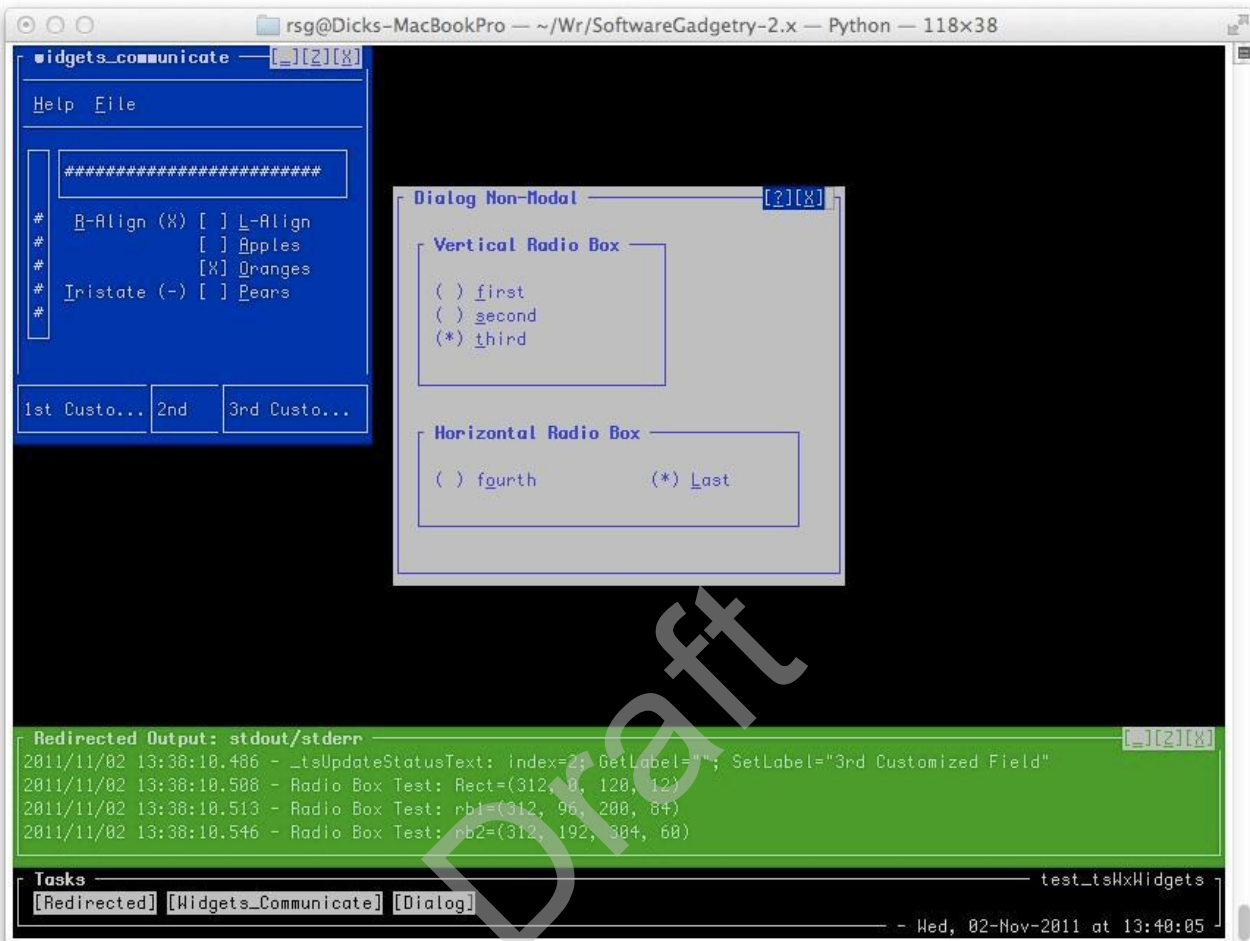 rsg@Dicks-MacBookPro — ~/Wr/SoftwareGadgetry-2.x — Python — 118×38
widgets_communicate [_][Z][X]
Help File
#########################
# R-Align (X) [ ] L-Align
# [ ] Apples
# [X] Oranges
# Tristate (-) [ ] Pears
#
1st Custo... 2nd 3rd Custo...
Dialog Non-Modal [?][X]
Vertical Radio Box
( ) first
( ) second
(*) third
Horizontal Radio Box
( ) fourth (*) Last
Draft
Redirected Output: stdout/stderr [_][Z][X]
2011/11/02 13:38:10.486 - _tsUpdateStatusText: index=2; GetLabel=""; SetLabel="3rd Customized Field"
2011/11/02 13:38:10.508 - Radio Box Test: Rect=(312, 0, 120, 12)
2011/11/02 13:38:10.513 - Radio Box Test: rb1=(312, 96, 200, 84)
2011/11/02 13:38:10.546 - Radio Box Test: rb2=(312, 192, 304, 60)
Tasks test_tsWxWidgets
[Redirected] [Widgets_Communicate] [Dialog]
- Wed, 02-Nov-2011 at 13:40:05